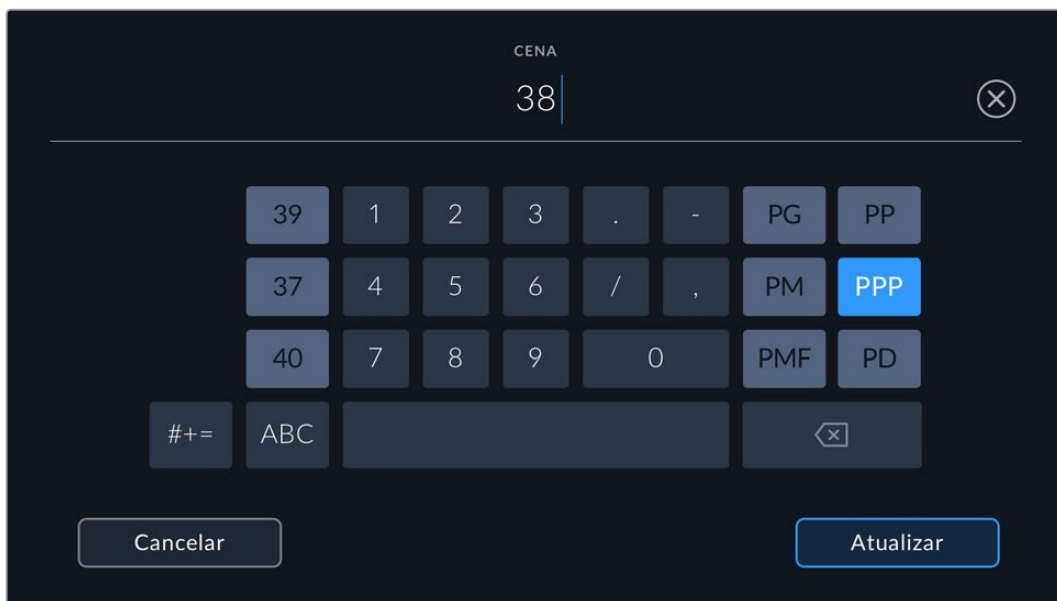 CENA
38
39 1 2 3 . - PG PP
37 4 5 6 / , PM PPP
40 7 8 9 0 PMF PD
#+= ABC
Cancelar Atualizar